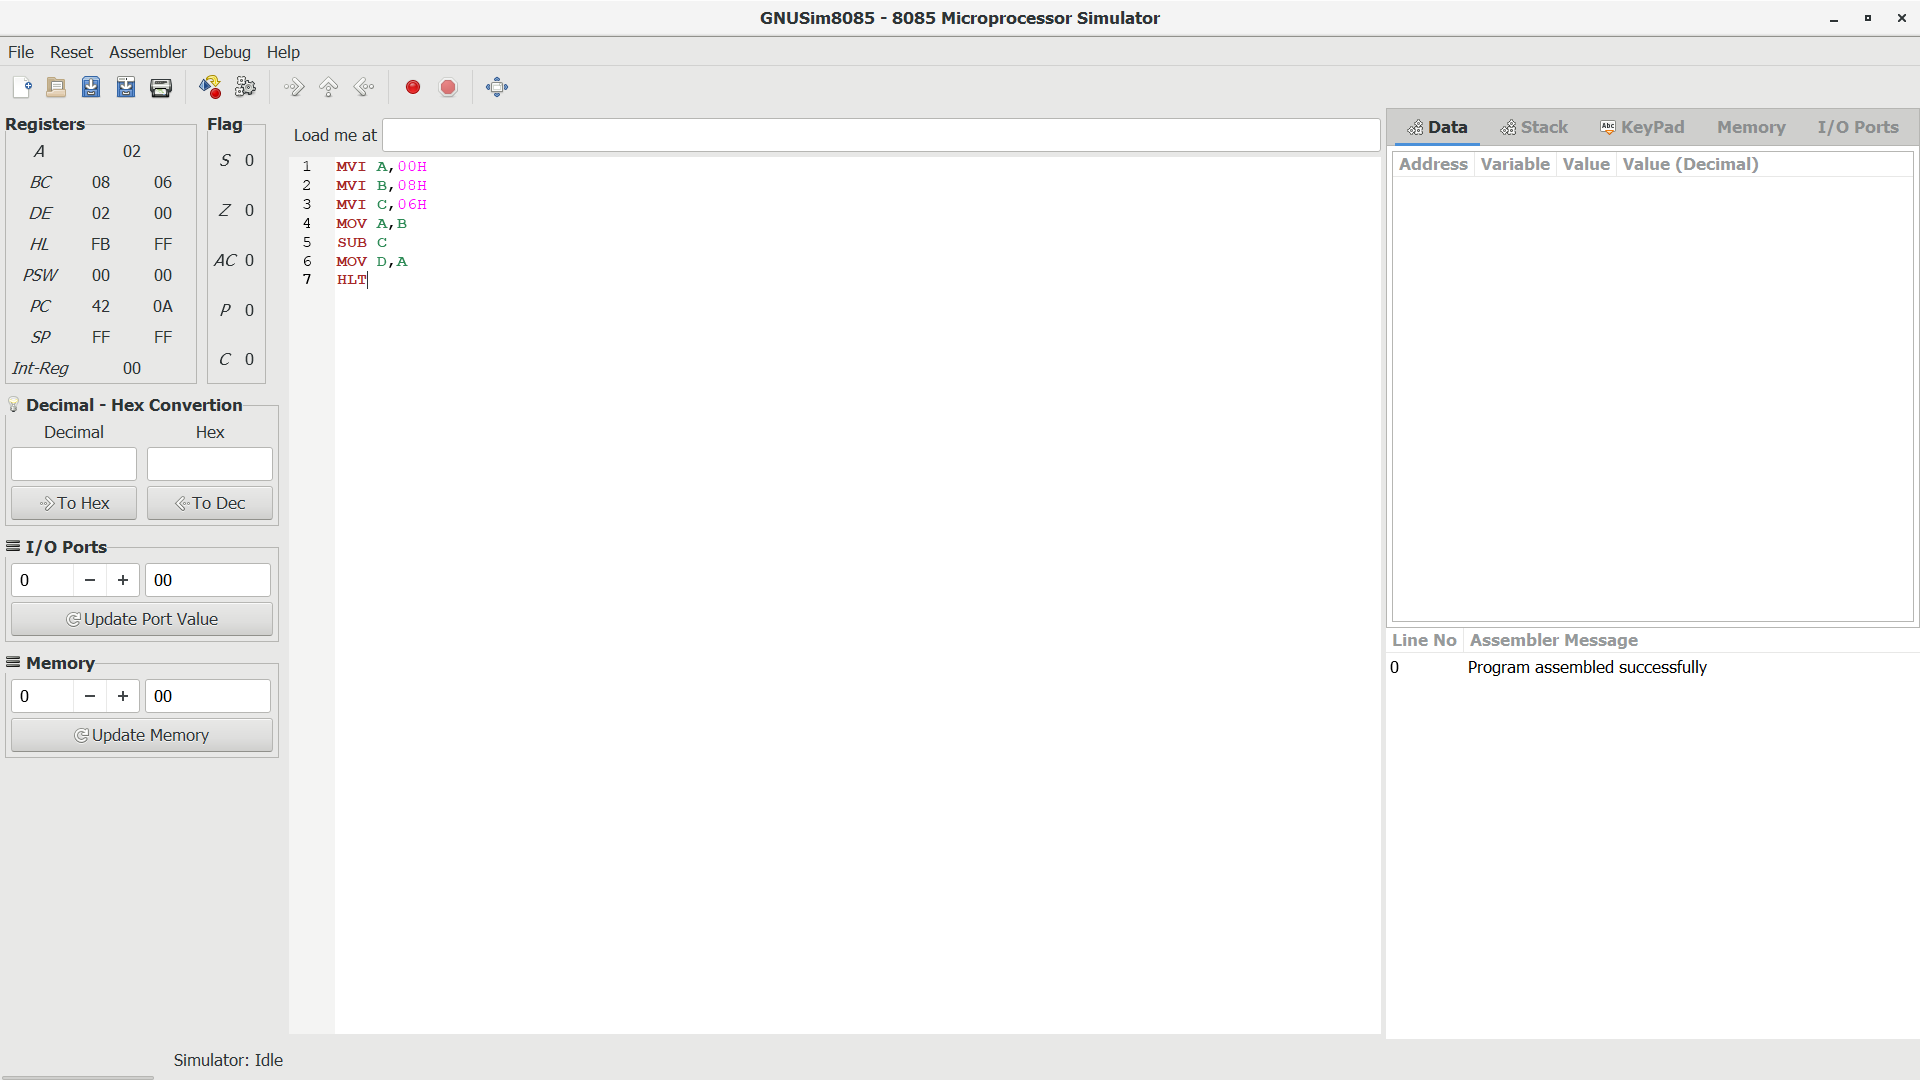 GNUSim8085 - 8085 Microprocessor Simulator
File Reset Assembler Debug Help
Registers
A 02
BC 08 06
DE 02 00
HL FB FF
PSW 00 00
PC 42 0A
SP FF FF
Int-Reg 00
Flag
S 0
Z 0
AC 0
P 0
C 0
Decimal - Hex Convertion
Decimal Hex
To Hex To Dec
I/O Ports
0 − + 00
Update Port Value
Memory
0 − + 00
Update Memory
Load me at
1 MVI A,00H
2 MVI B,08H
3 MVI C,06H
4 MOV A,B
5 SUB C
6 MOV D,A
7 HLT
Data Stack Abc KeyPad Memory I/O Ports
Address Variable Value Value (Decimal)
Line No Assembler Message
0 Program assembled successfully
Simulator: Idle